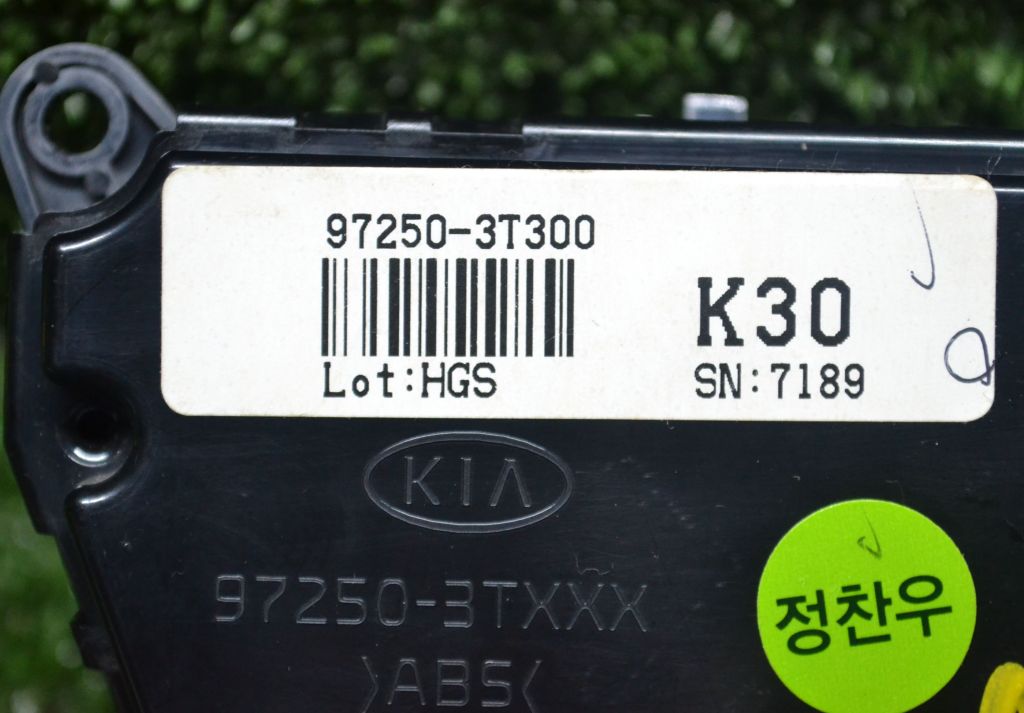 97250-3T300
K30
Lot:HGS
SN:7189
KIA
97250-3TXXX
>ABS<
정찬우